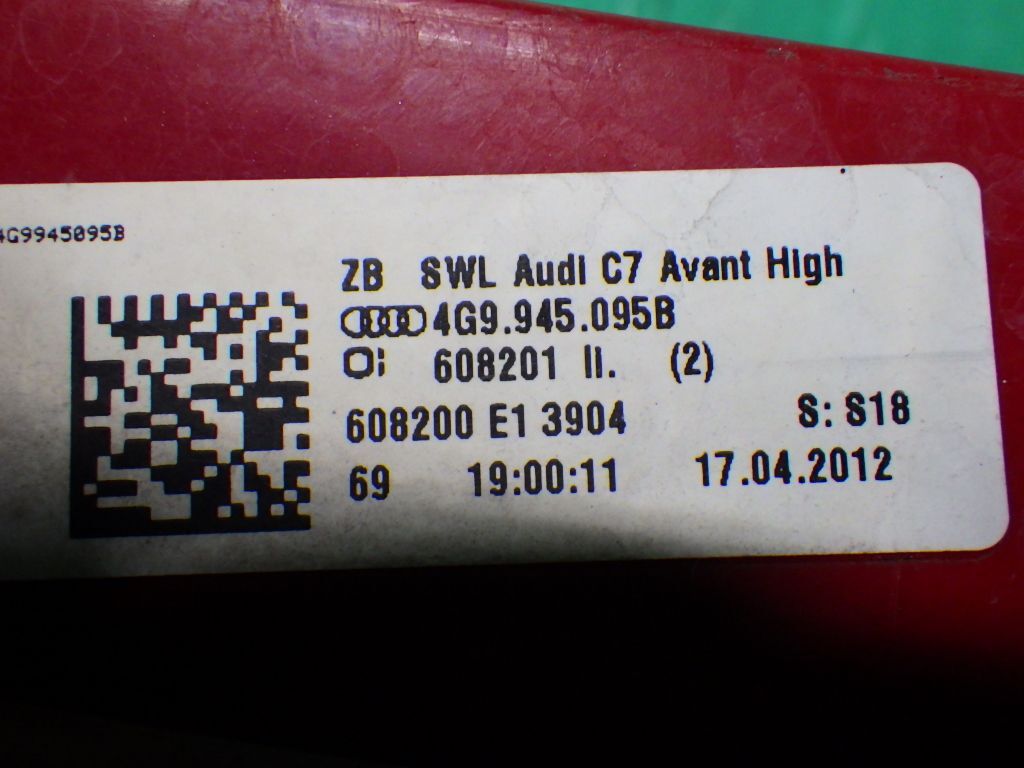 4G9945095B
ZB SWL Audi C7 Avant High
4G9.945.095B
608201 li. (2)
608200 E1 3904 S: S18
69 19:00:11 17.04.2012